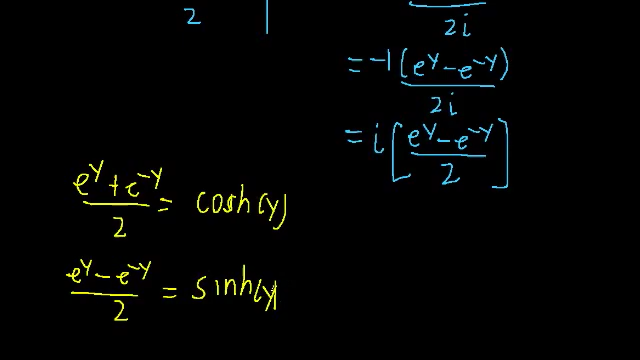 2
2i
= -1 (e^y - e^-y)
2i
= i [ e^y - e^-y ]
2
e^y + e^-y = cosh(y)
2
e^y - e^-y = sinh(y
2